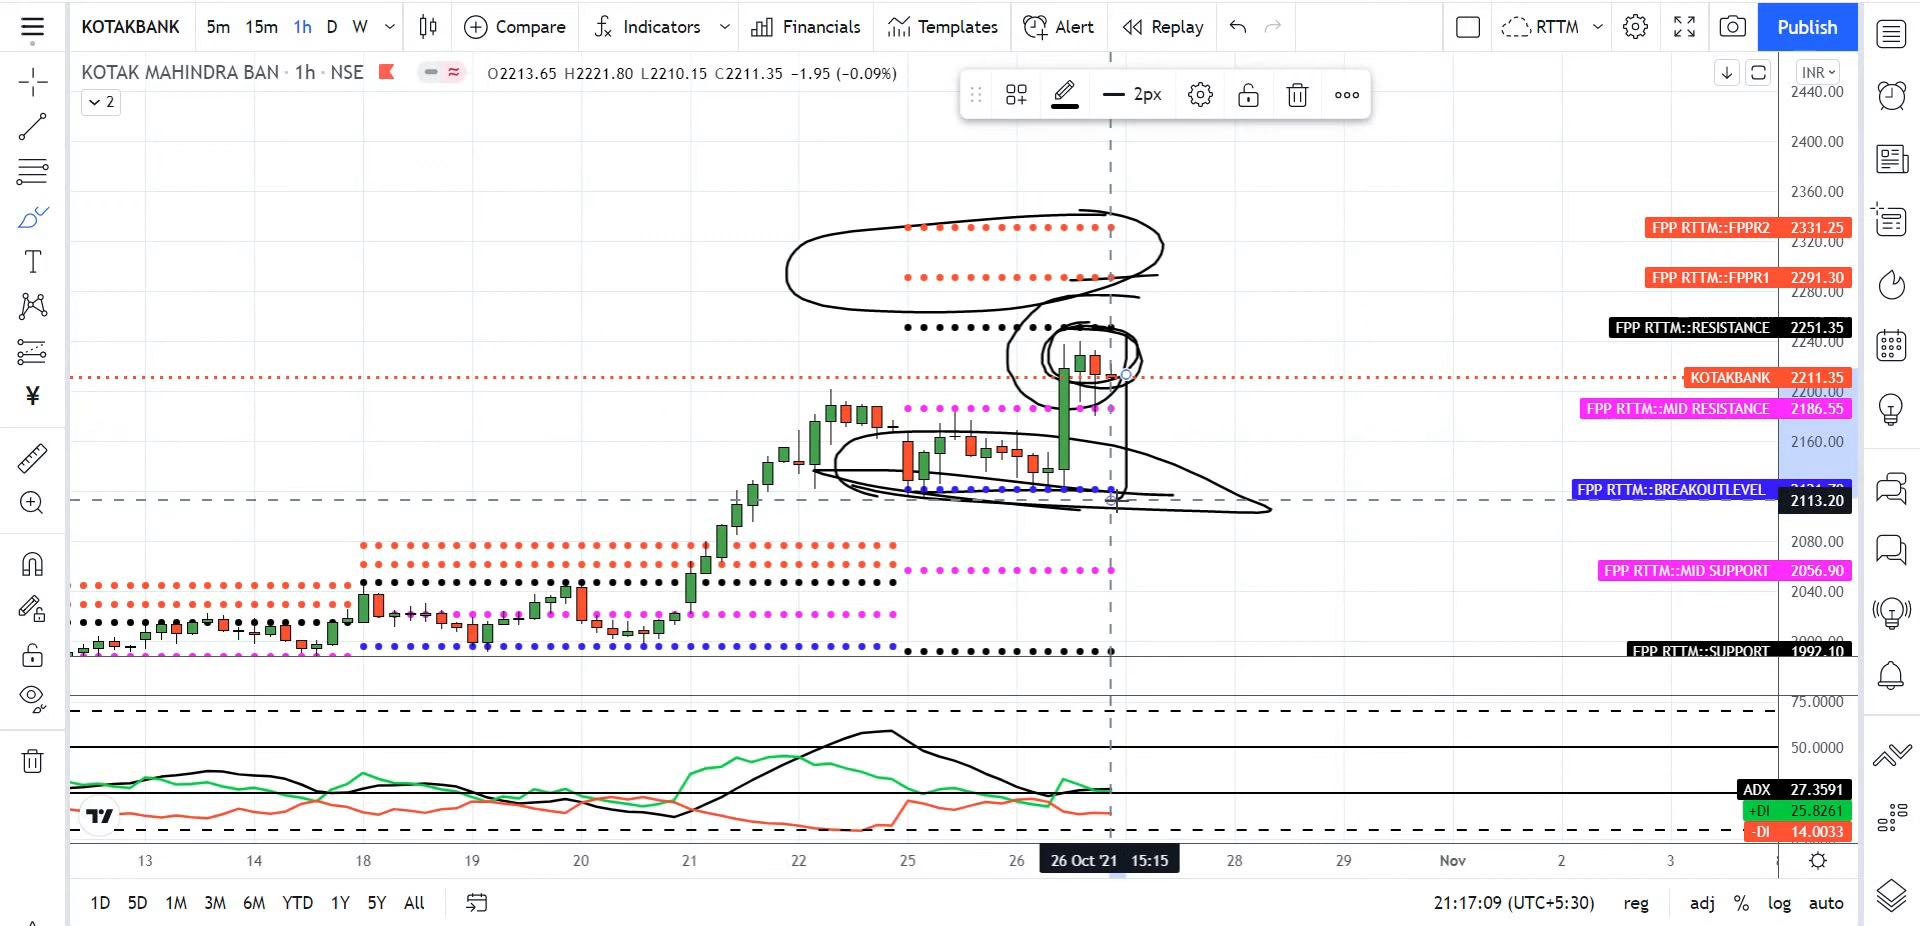 KOTAKBANK 5m 15m 1h D W Compare Indicators Financials Templates Alert Replay RTTM Publish
KOTAK MAHINDRA BAN · 1h · NSE O2213.65 H2221.80 L2210.15 C2211.35 −1.95 (−0.09%)
2px
INR
2
2440.00
2400.00
2360.00
FPP RTTM::FPPR2 2331.25
2320.00
FPP RTTM::FPPR1 2291.30
2280.00
FPP RTTM::RESISTANCE 2251.35
2240.00
KOTAKBANK 2211.35
2200.00
FPP RTTM::MID RESISTANCE 2186.55
2160.00
FPP RTTM::BREAKOUTLEVEL
2113.20
2080.00
FPP RTTM::MID SUPPORT 2056.90
2040.00
2000.00
FPP RTTM::SUPPORT 1992.10
75.0000
50.0000
ADX 27.3591
+DI 25.8261
-DI 14.0033
13 14 18 19 20 21 22 25 26 26 Oct '21 15:15 28 29 Nov 2 3
1D 5D 1M 3M 6M YTD 1Y 5Y All 21:17:09 (UTC+5:30) reg adj % log auto